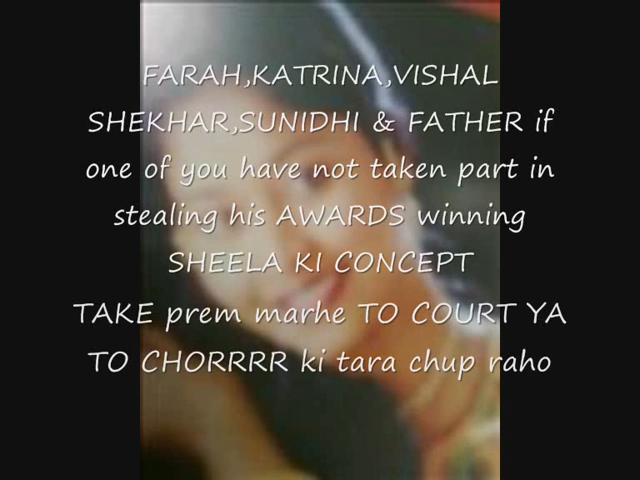 FARAH,KATRINA,VISHAL
SHEKHAR,SUNIDHI & FATHER if
one of you have not taken part in
stealing his AWARDS winning
SHEELA KI CONCEPT
TAKE prem marhe TO COURT YA
TO CHORRRR ki tara chup raho